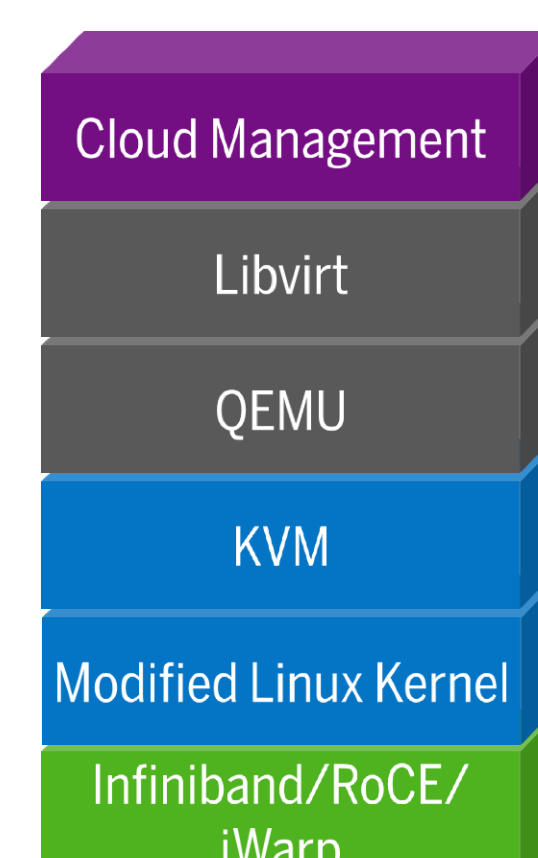 Cloud Management
Libvirt
QEMU
KVM
Modified Linux Kernel
Infiniband/RoCE/
iWarp